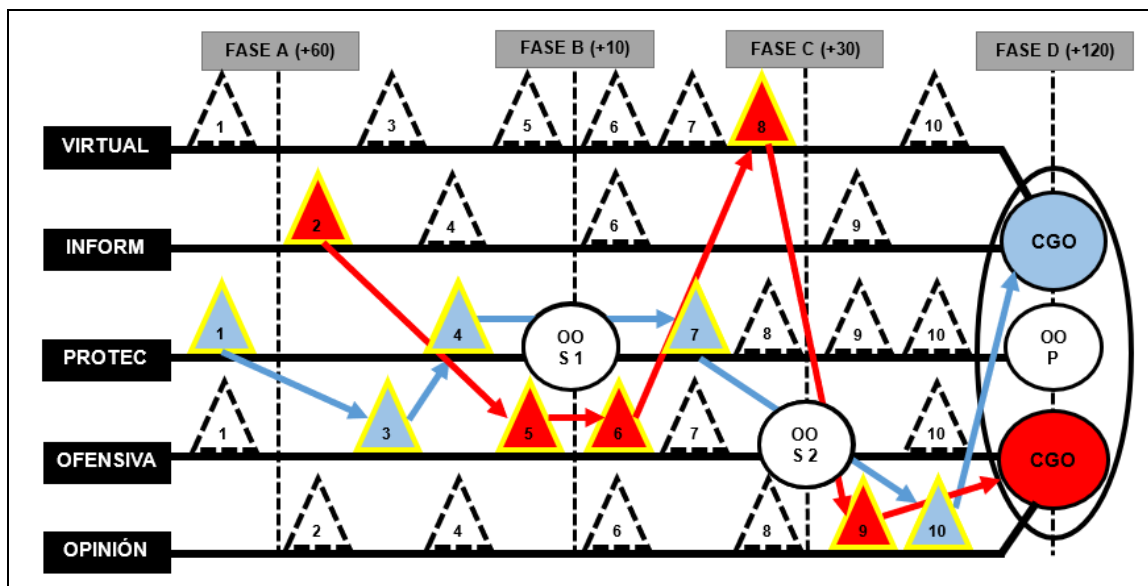 FASE A (+60)
FASE B (+10)
FASE C (+30)
FASE D (+120)
VIRTUAL
1
3
5
6
7
8
10
INFORM
2
4
6
9
CGO
PROTEC
1
4
OO
S 1
7
8
9
10
OO
P
OFENSIVA
1
3
5
6
7
OO
S 2
10
CGO
OPINIÓN
2
4
6
8
9
10